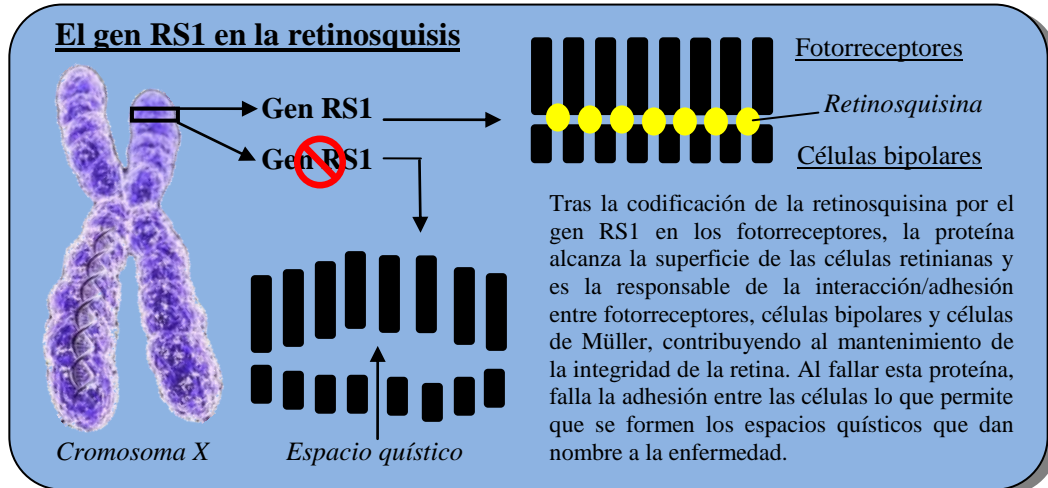 El gen RS1 en la retinosquisis
Gen RS1
Gen RS1
Cromosoma X
Espacio quístico
Fotorreceptores
Retinosquisina
Células bipolares
Tras la codificación de la retinosquisina por el
gen RS1 en los fotorreceptores, la proteína
alcanza la superficie de las células retinianas y
es la responsable de la interacción/adhesión
entre fotorreceptores, células bipolares y células
de Müller, contribuyendo al mantenimiento de
la integridad de la retina. Al fallar esta proteína,
falla la adhesión entre las células lo que permite
que se formen los espacios quísticos que dan
nombre a la enfermedad.